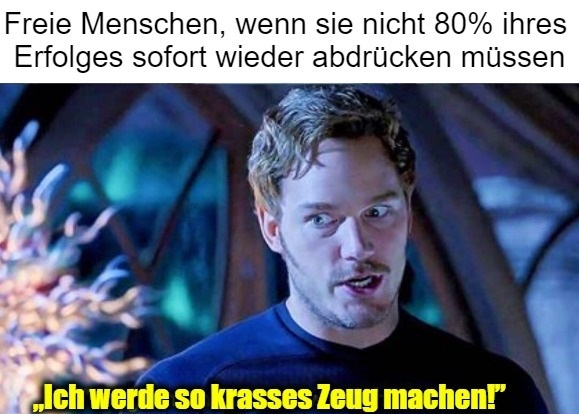 Freie Menschen, wenn sie nicht 80% ihres
Erfolges sofort wieder abdrücken müssen
„Ich werde so krasses Zeug machen!”